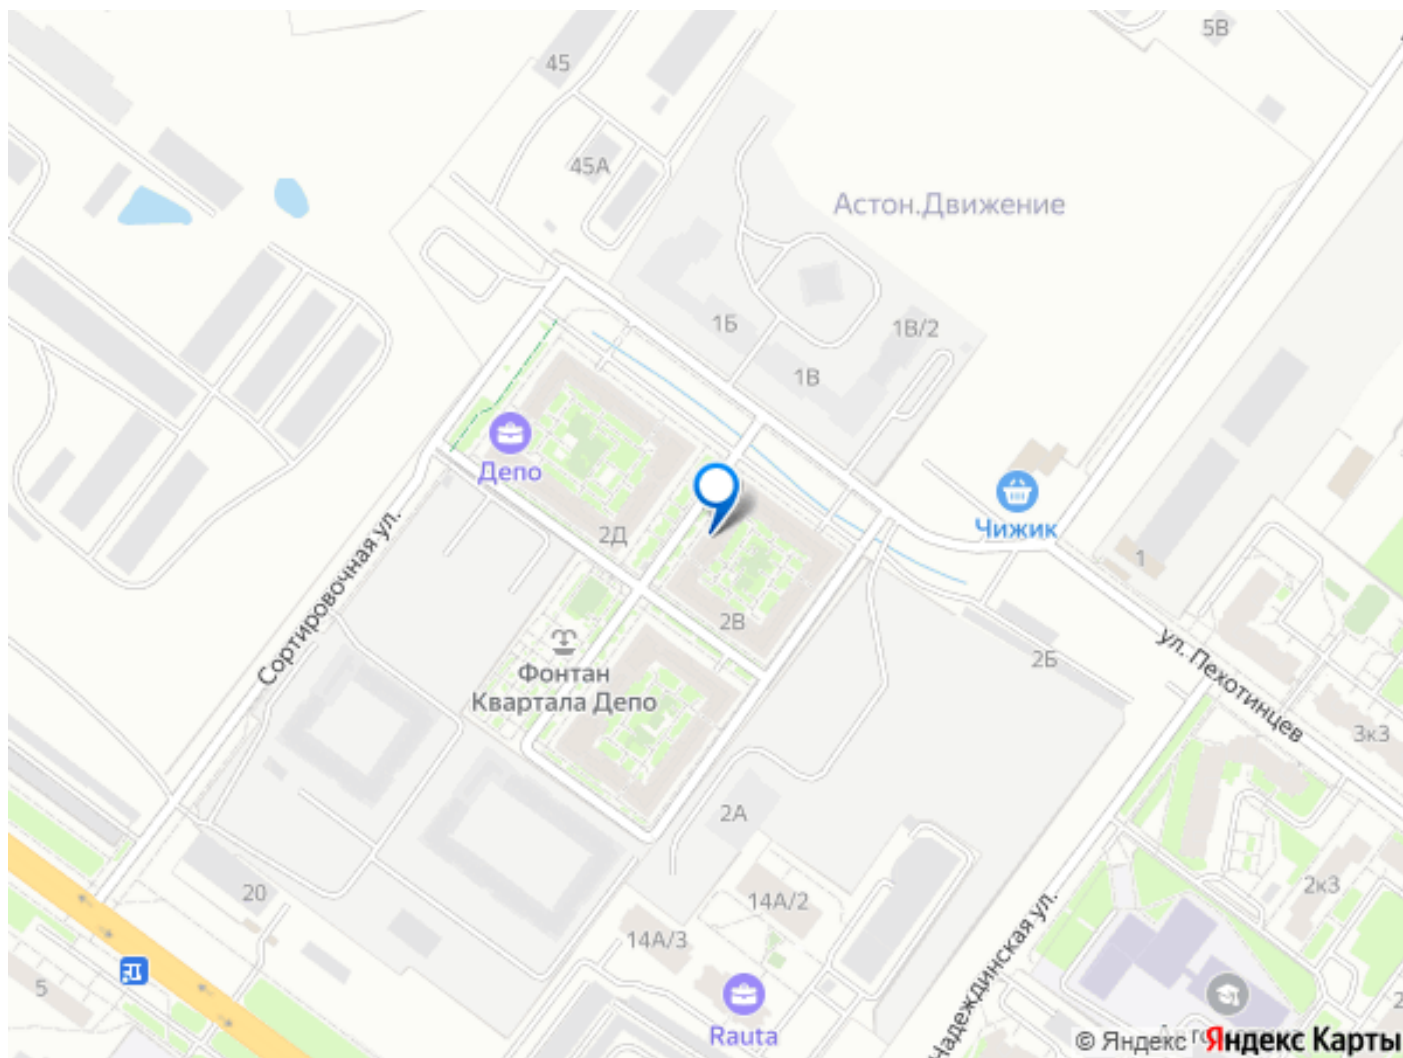 5В
45
45А
Астон.Движение
1Б
1В/2
1В
Депо
Чижик
2Д
1
Сортировочная ул.
2В
ул. Пехотинцев
2Б
Фонтан
Квартала Депо
3к3
2А
2к3
20
14А/2
14А/3
5
Надеждинская ул.
Rauta
© Яндекс Яндекс Карты